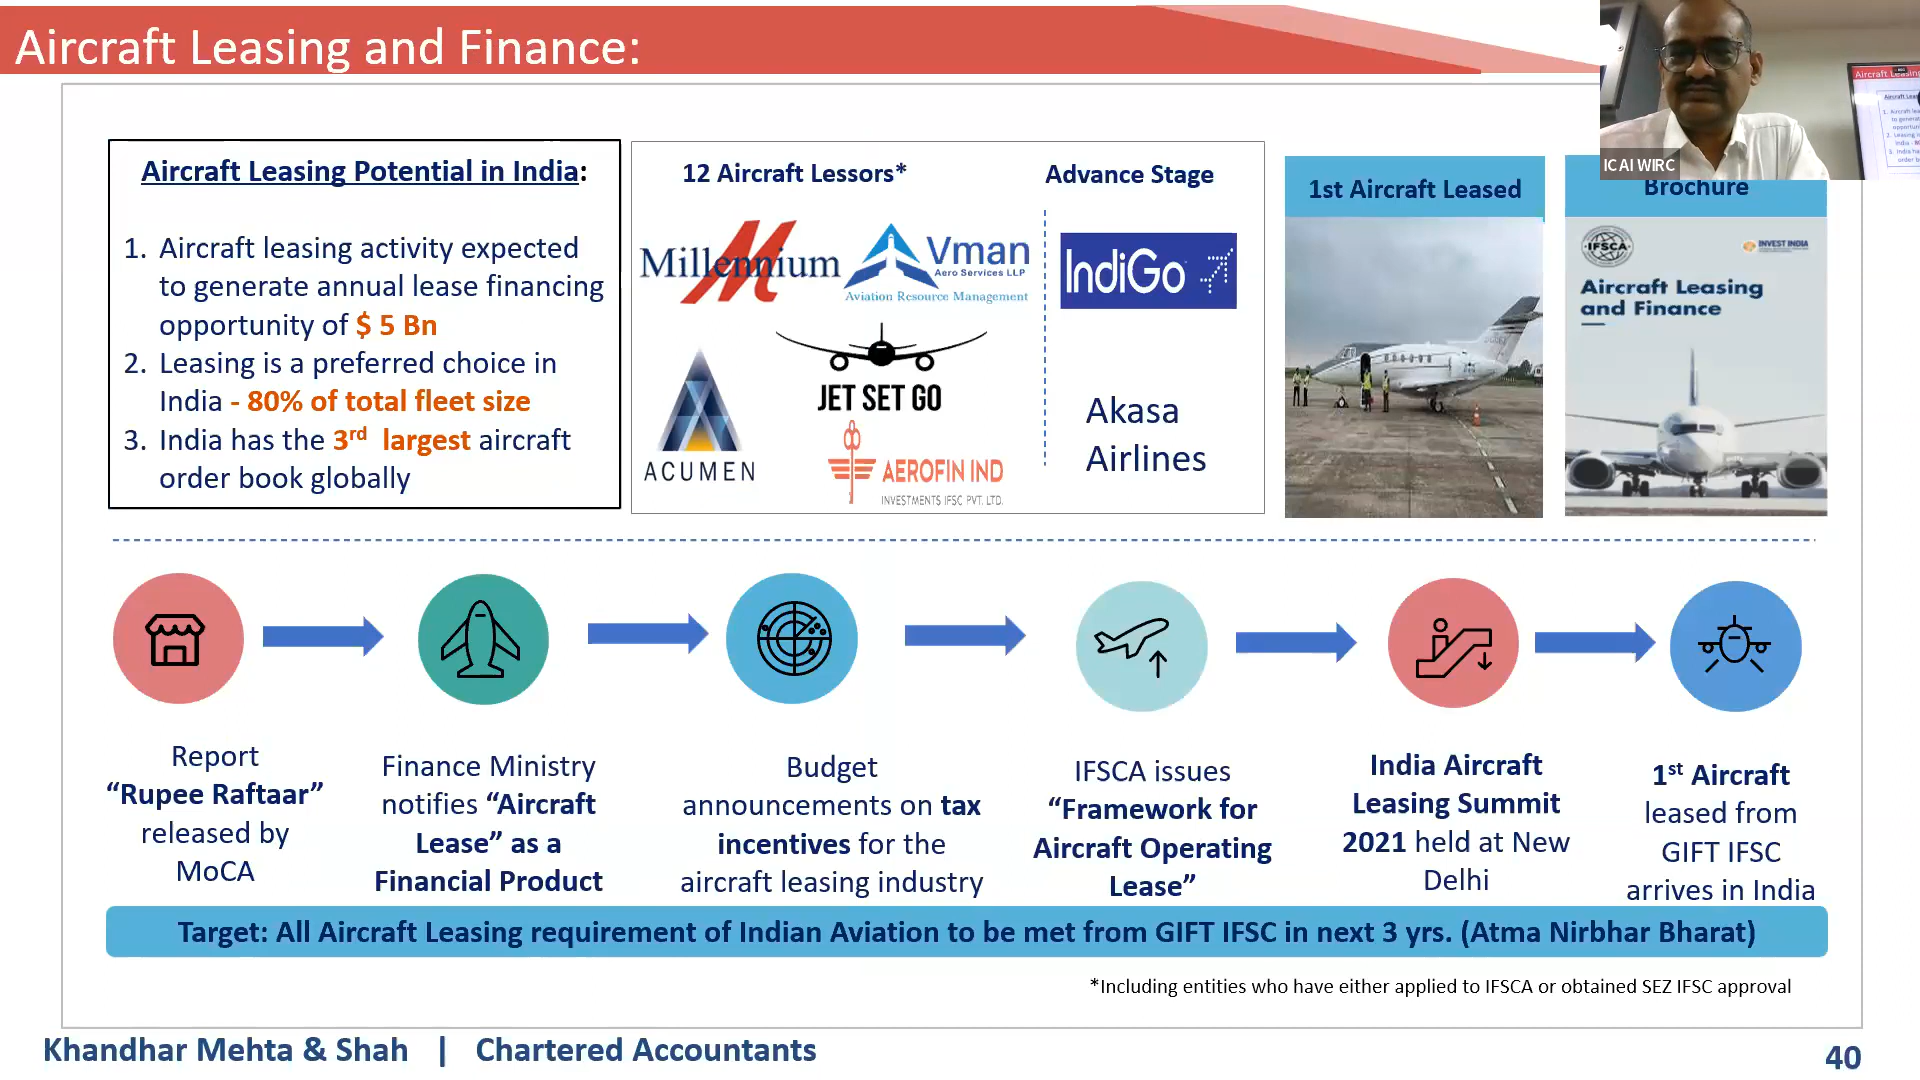 Aircraft Leasing and Finance:
ICAI WIRC
Aircraft Leasing Potential in India:
1. Aircraft leasing activity expected
to generate annual lease financing
opportunity of $ 5 Bn
2. Leasing is a preferred choice in
India - 80% of total fleet size
3. India has the 3rd largest aircraft
order book globally
12 Aircraft Lessors*
Millennium
Vman
Aero Services LLP
Aviation Resource Management
ACUMEN
JET SET GO
AEROFIN IND
INVESTMENTS IFSC PVT. LTD.
Advance Stage
IndiGo
Akasa
Airlines
1st Aircraft Leased
Brochure
IFSCA
INVEST INDIA
Aircraft Leasing
and Finance
Report
“Rupee Raftaar”
released by
MoCA
Finance Ministry
notifies “Aircraft
Lease” as a
Financial Product
Budget
announcements on tax
incentives for the
aircraft leasing industry
IFSCA issues
“Framework for
Aircraft Operating
Lease”
India Aircraft
Leasing Summit
2021 held at New
Delhi
1st Aircraft
leased from
GIFT IFSC
arrives in India
Target: All Aircraft Leasing requirement of Indian Aviation to be met from GIFT IFSC in next 3 yrs. (Atma Nirbhar Bharat)
*Including entities who have either applied to IFSCA or obtained SEZ IFSC approval
Khandhar Mehta & Shah | Chartered Accountants
40